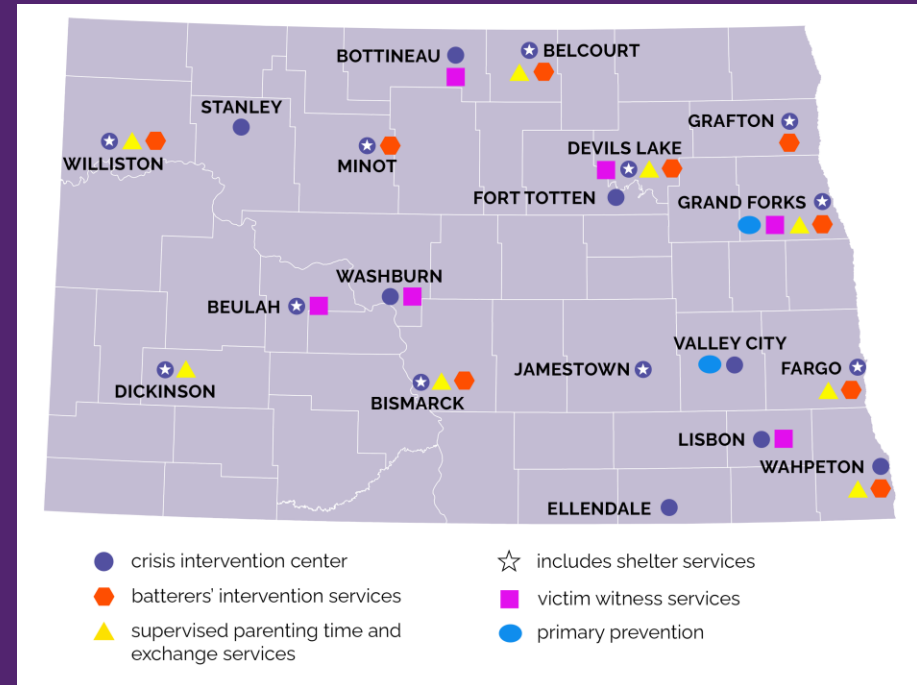 BOTTINEAU
BELCOURT
STANLEY
GRAFTON
WILLISTON
MINOT
DEVILS LAKE
FORT TOTTEN
GRAND FORKS
WASHBURN
BEULAH
VALLEY CITY
DICKINSON
BISMARCK
JAMESTOWN
FARGO
LISBON
WAHPETON
ELLENDALE
crisis intervention center
batterers' intervention services
supervised parenting time and
exchange services
includes shelter services
victim witness services
primary prevention